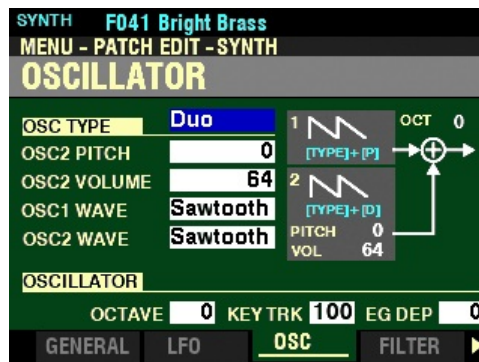 SYNTH F041 Bright Brass
MENU - PATCH EDIT - SYNTH
OSCILLATOR
OSC TYPE Duo
OSC2 PITCH 0
OSC2 VOLUME 64
OSC1 WAVE Sawtooth
OSC2 WAVE Sawtooth
1 OCT 0
[TYPE]+[P]
2
[TYPE]+[D]
PITCH 0
VOL 64
OSCILLATOR
OCTAVE 0 KEY TRK 100 EG DEP 0
GENERAL LFO OSC FILTER